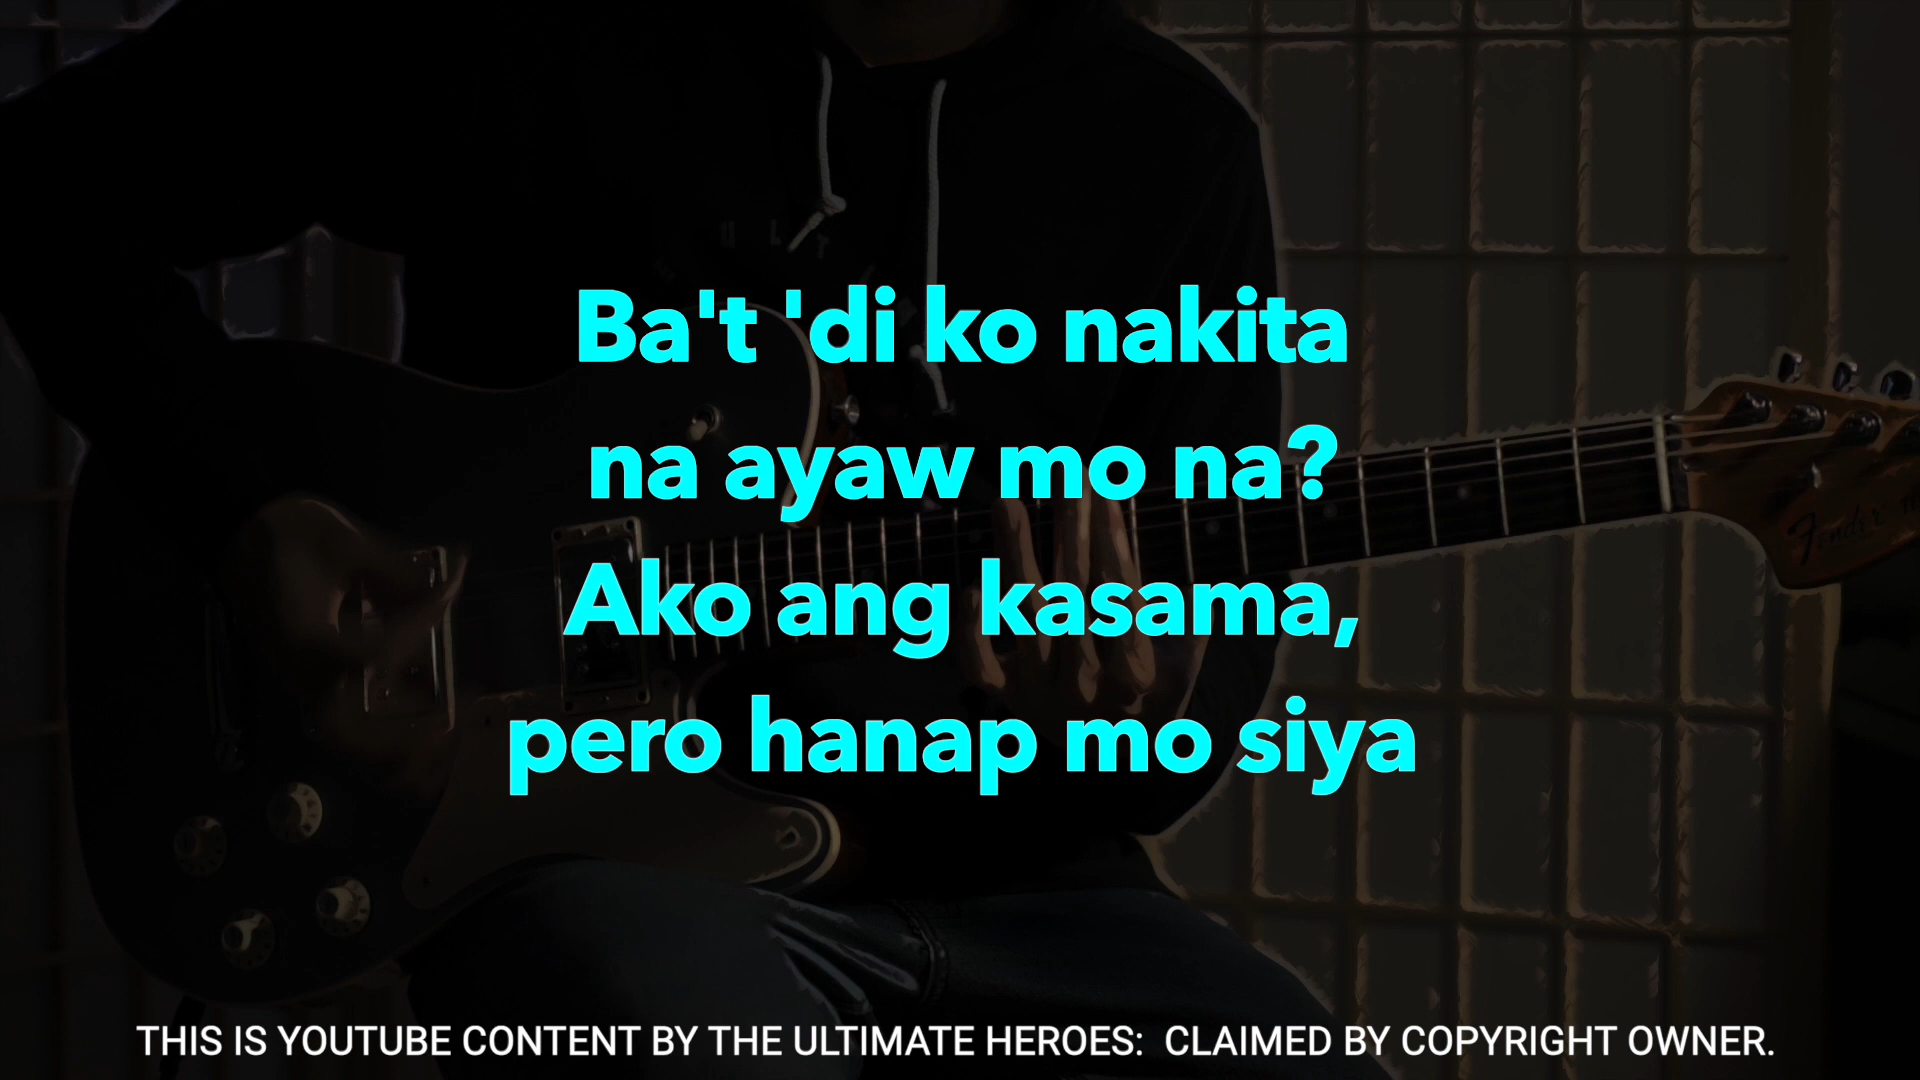 Ba't 'di ko nakita
na ayaw mo na?
Ako ang kasama,
pero hanap mo siya
Fender
THIS IS YOUTUBE CONTENT BY THE ULTIMATE HEROES: CLAIMED BY COPYRIGHT OWNER.